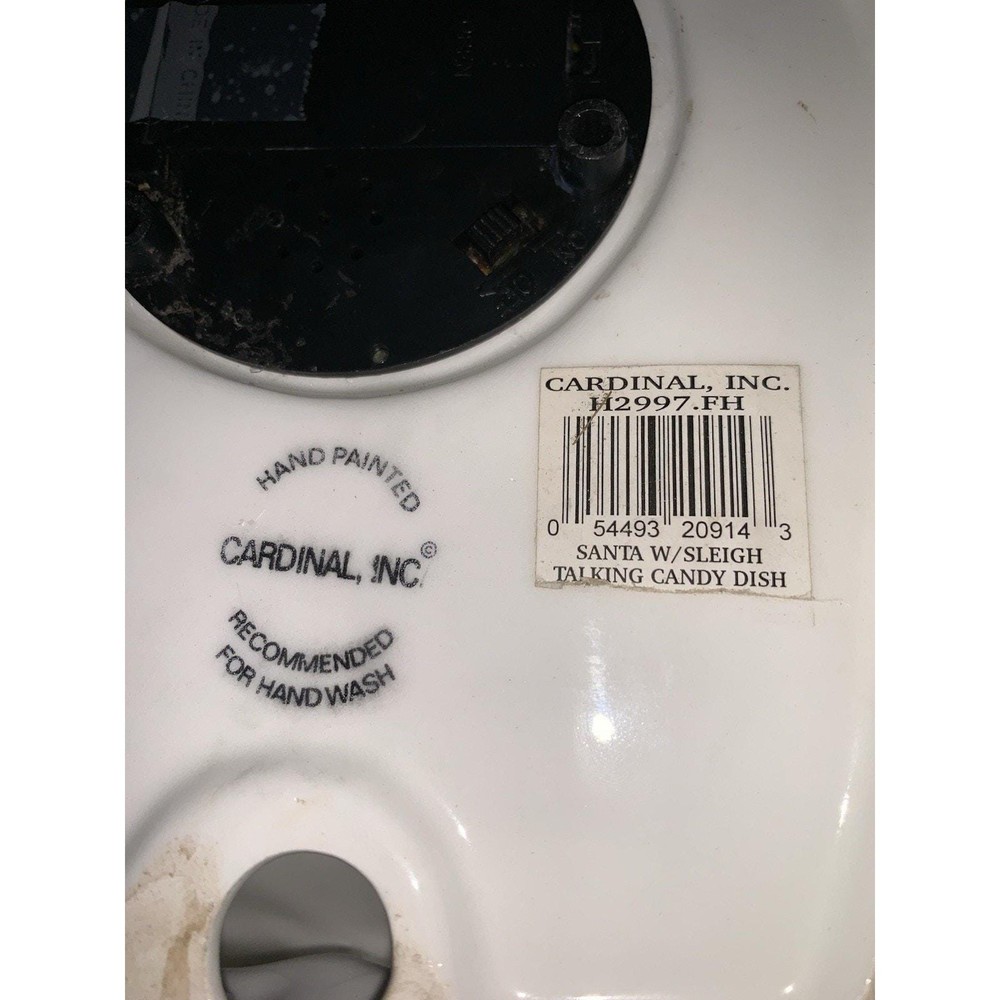 CARDINAL, INC.
H2997.FH
0 54493 20914 3
SANTA W/SLEIGH
TALKING CANDY DISH
HAND PAINTED
CARDINAL, INC.©
RECOMMENDED
FOR HAND WASH